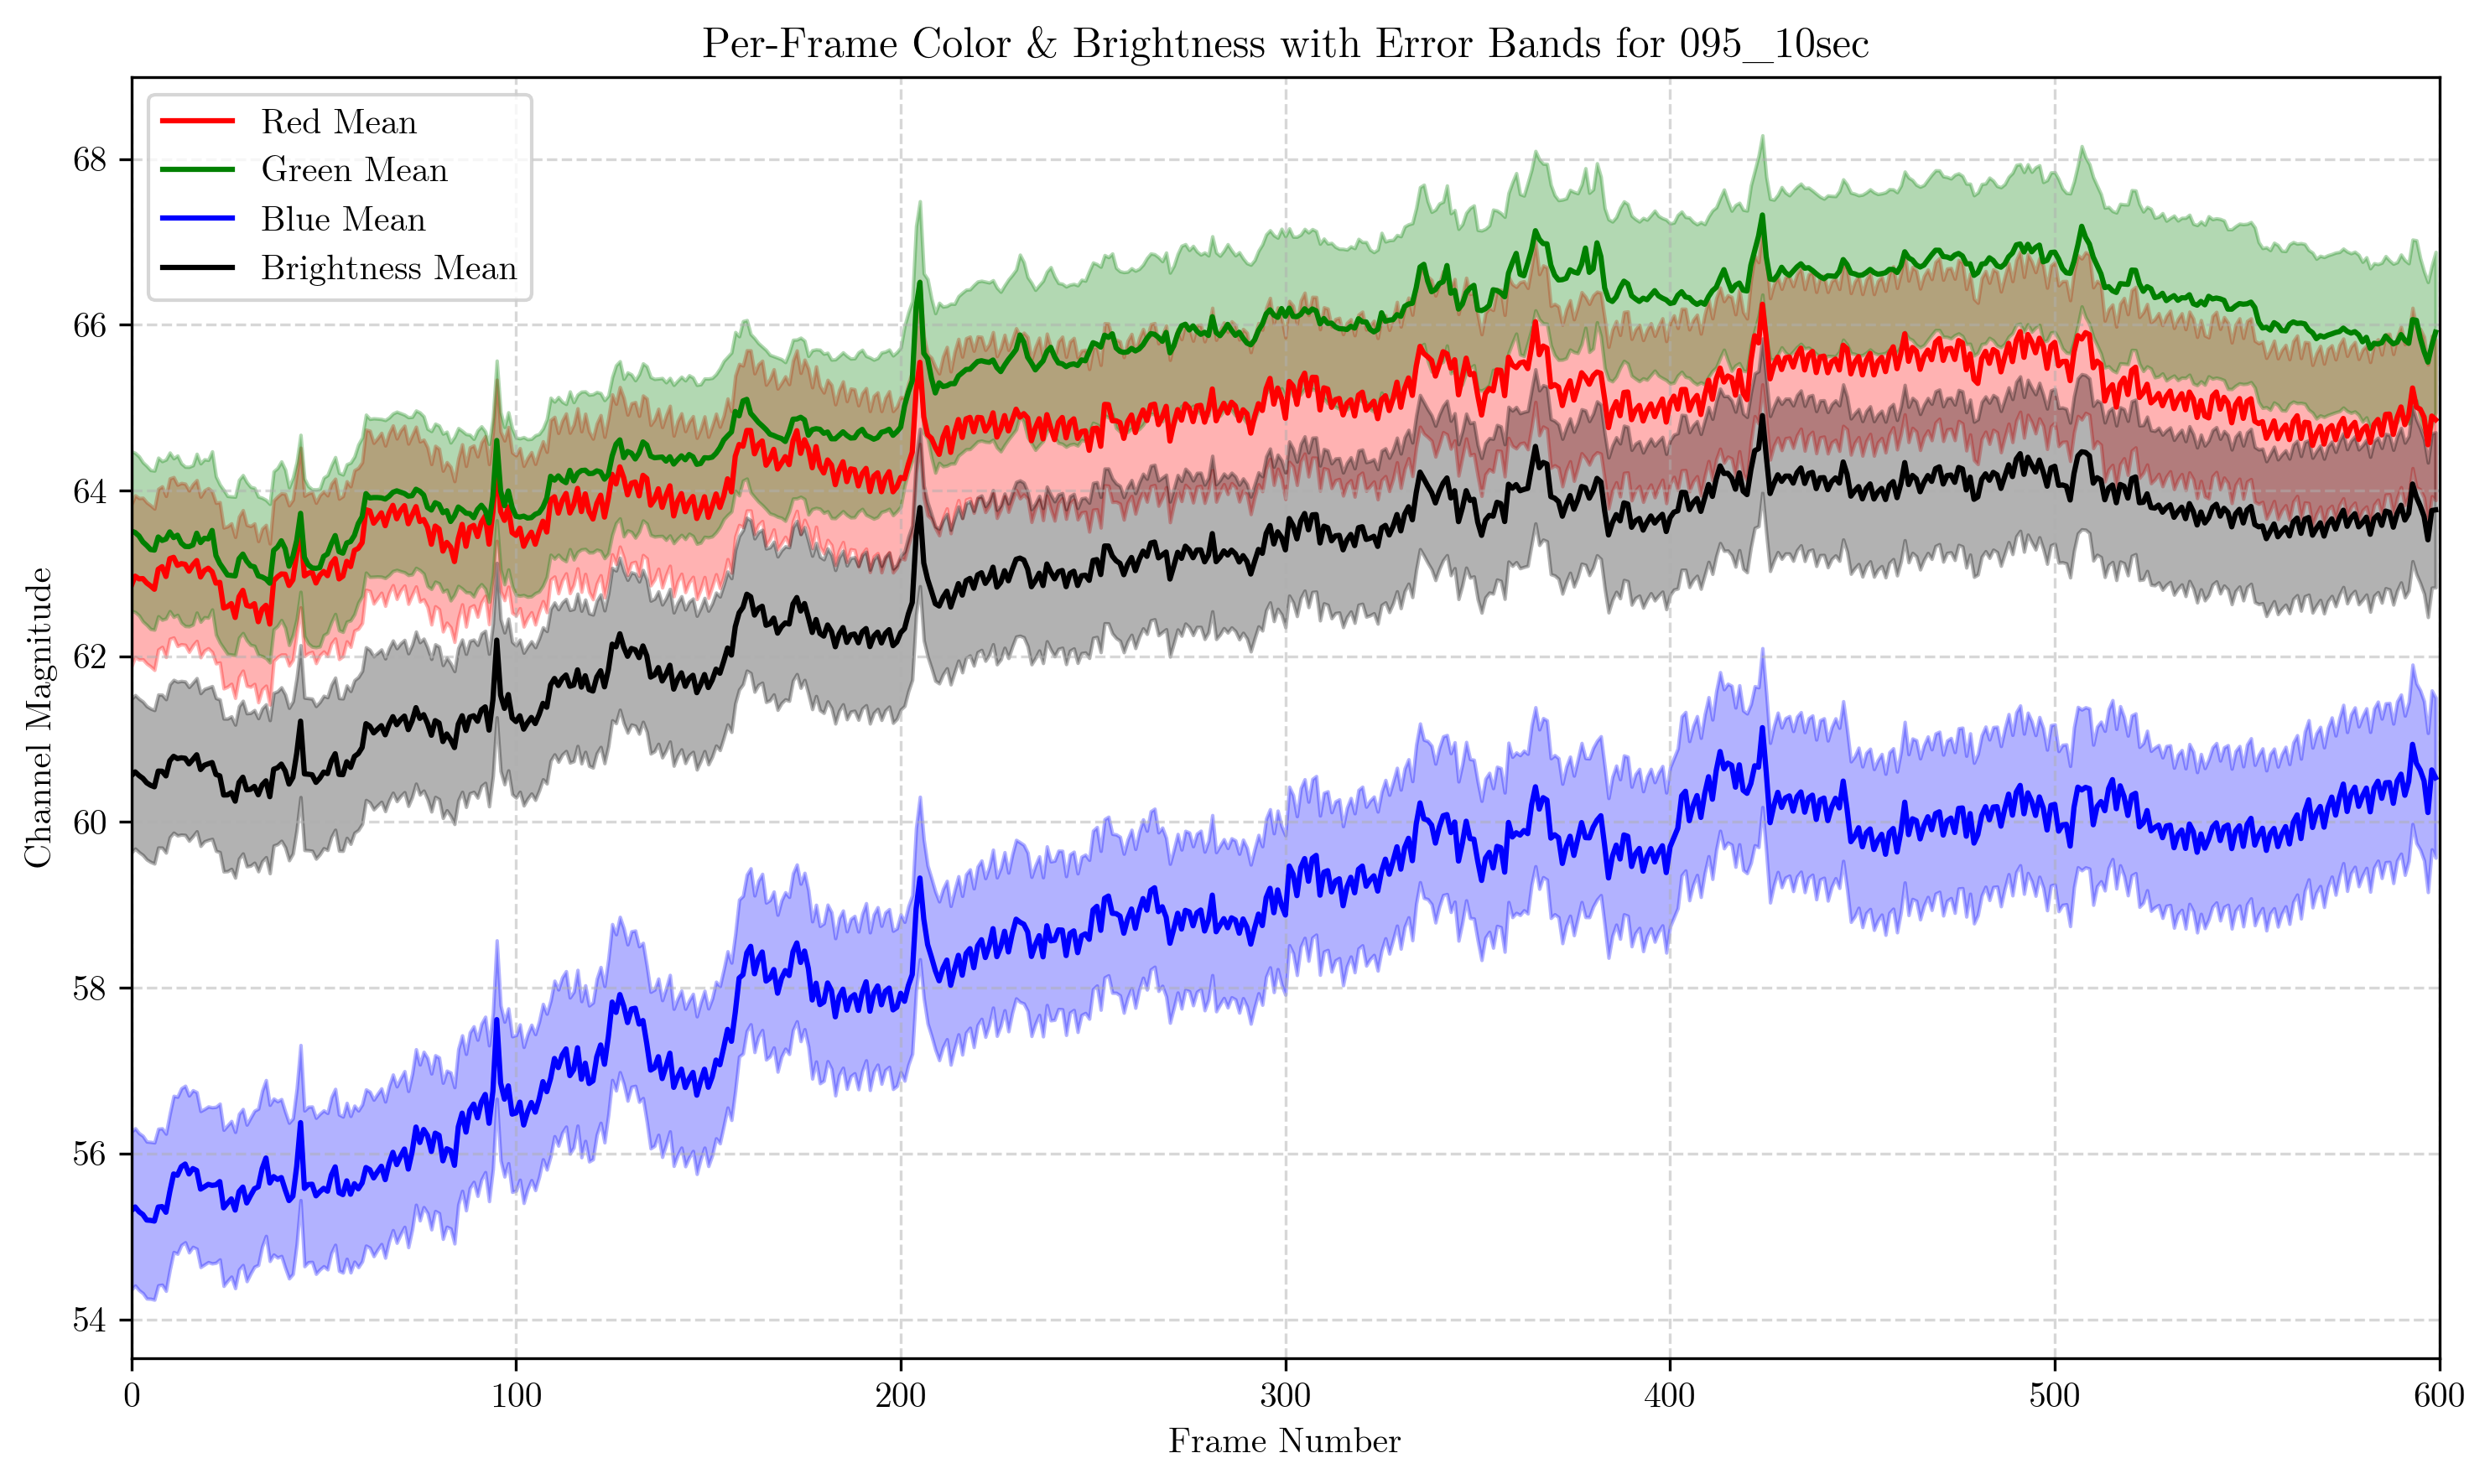 Per-Frame Color & Brightness with Error Bands for 095_10sec
Red Mean
Green Mean
Blue Mean
Brightness Mean
Channel Magnitude
68
66
64
62
60
58
56
54
0 100 200 300 400 500 600
Frame Number